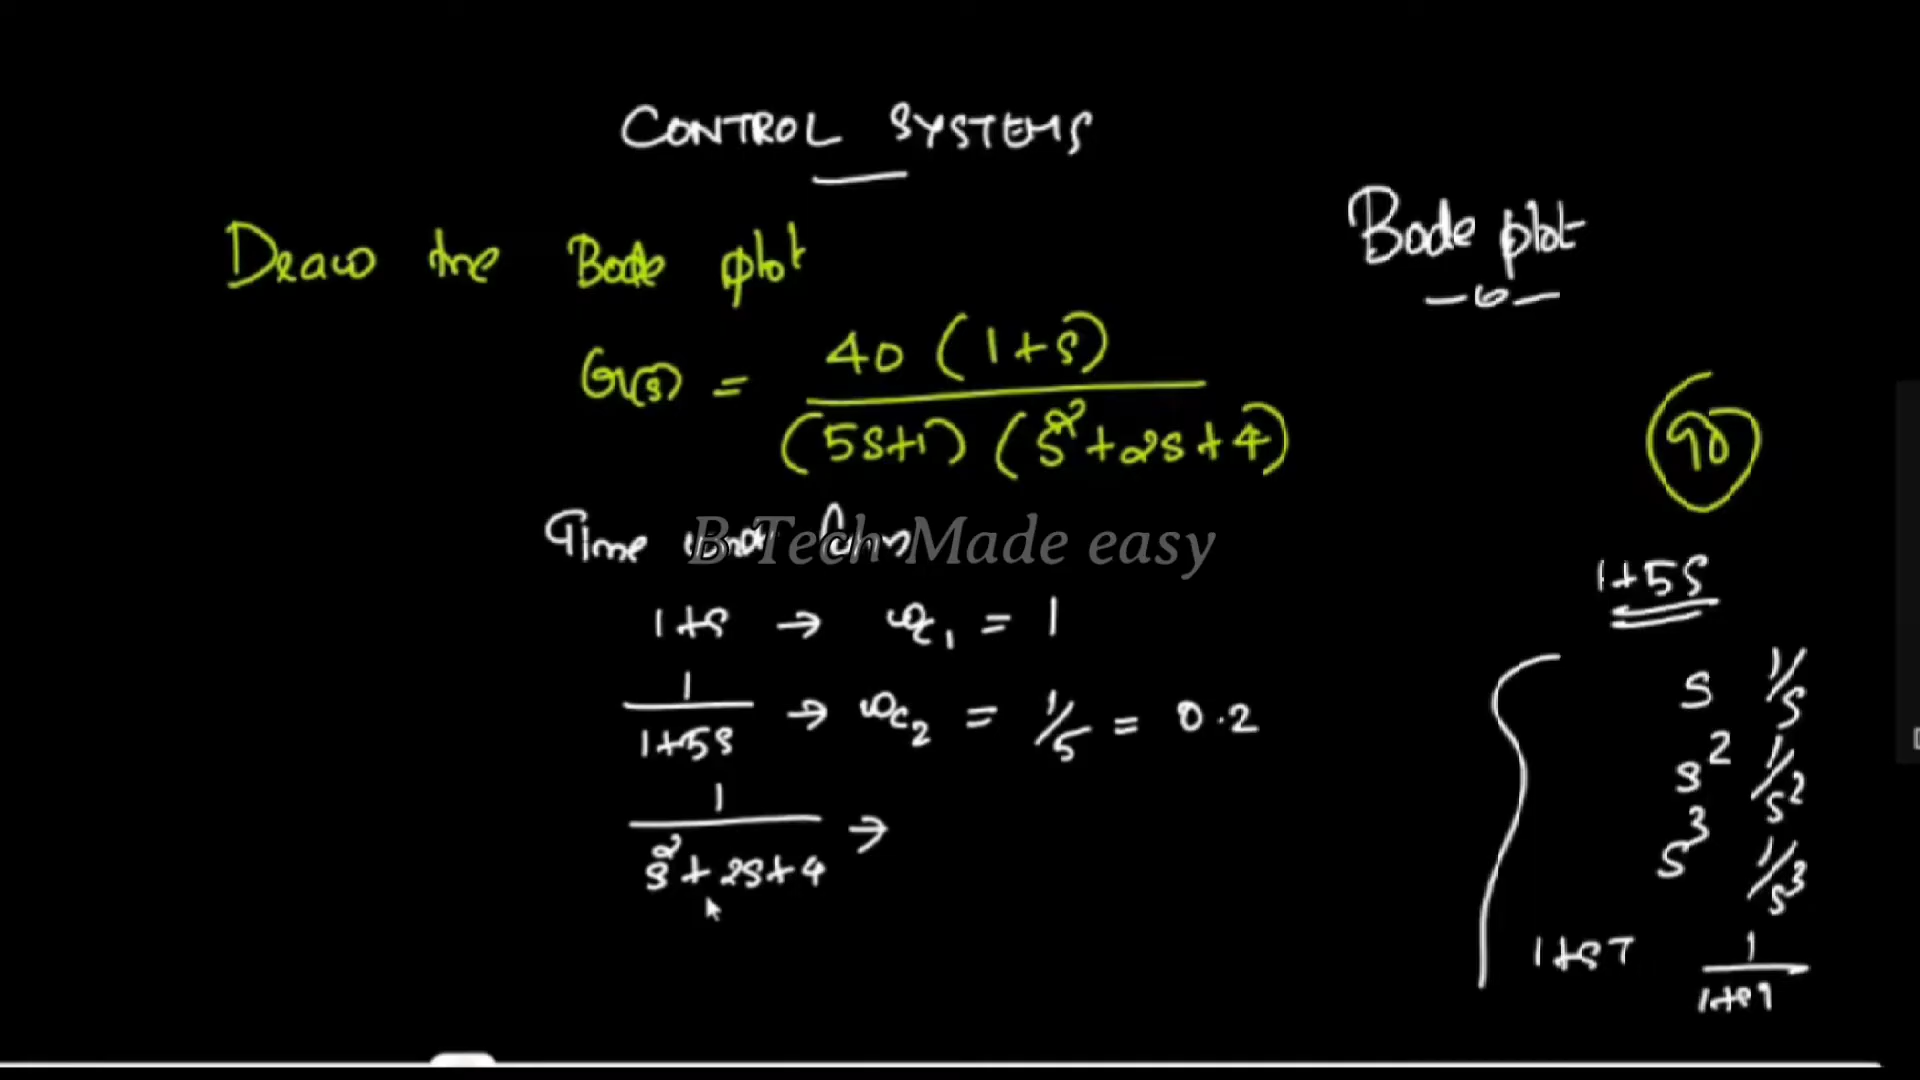 CONTROL SYSTEMS
Bode plot
Draw the Bode plot
G(s) = 40 (1+s) / (5s+1) (s²+2s+4)
90
Time
B Tech Made easy
1+5s
1+s → ωc₁ = 1
1/(1+5s) → ωc₂ = 1/5 = 0.2
1/(s²+2s+4) →
s 1/s
s² 1/s²
s³ 1/s³
1+sT 1/(1+sT)